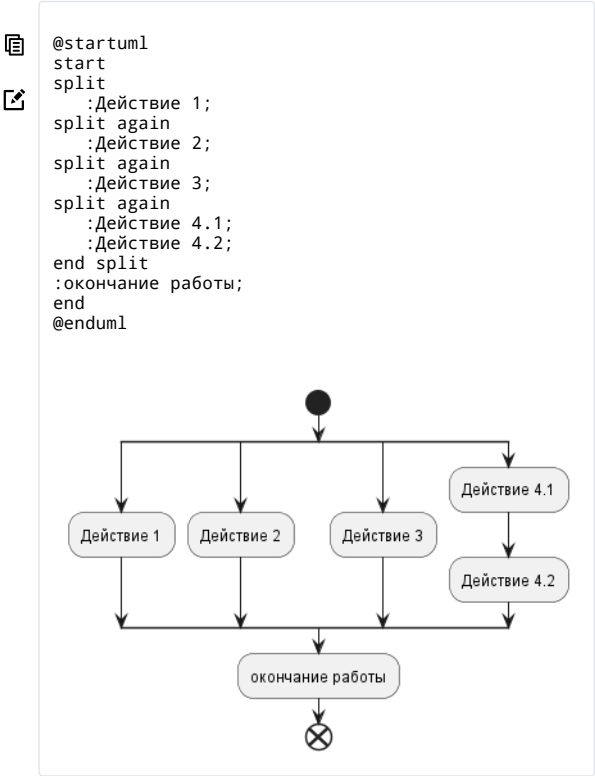 @startuml
start
split
   :Действие 1;
split again
   :Действие 2;
split again
   :Действие 3;
split again
   :Действие 4.1;
   :Действие 4.2;
end split
:окончание работы;
end
@enduml
Действие 1
Действие 2
Действие 3
Действие 4.1
Действие 4.2
окончание работы